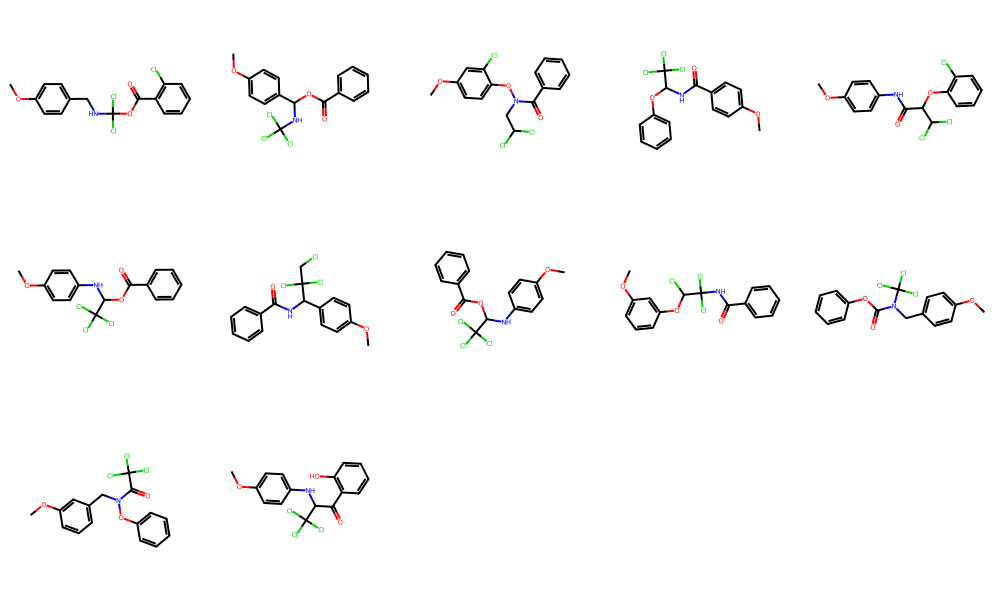 O HN Cl Cl O O Cl
O O O NH Cl Cl Cl
O Cl O N O Cl Cl
Cl Cl Cl O NH O O
O NH O O Cl Cl Cl
O NH O O Cl Cl Cl
Cl Cl Cl O NH O
O O O NH Cl Cl Cl
O O Cl Cl Cl NH O
O O N Cl Cl Cl O
O N O Cl Cl Cl O
O NH Cl Cl Cl O HO